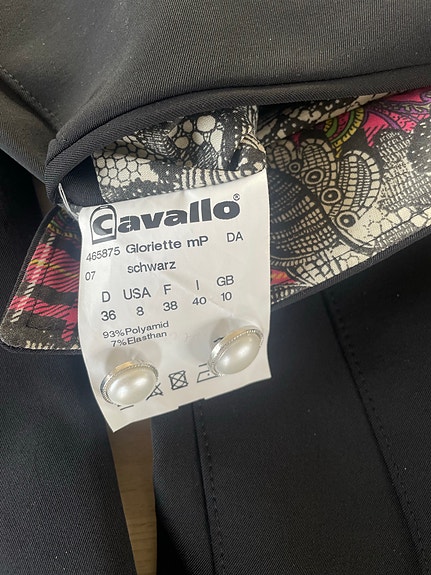 Cavallo
465875 Gloriette mP DA
07 schwarz
D USA F I GB
36 8 38 40 10
93%Polyamid
7%Elasthan